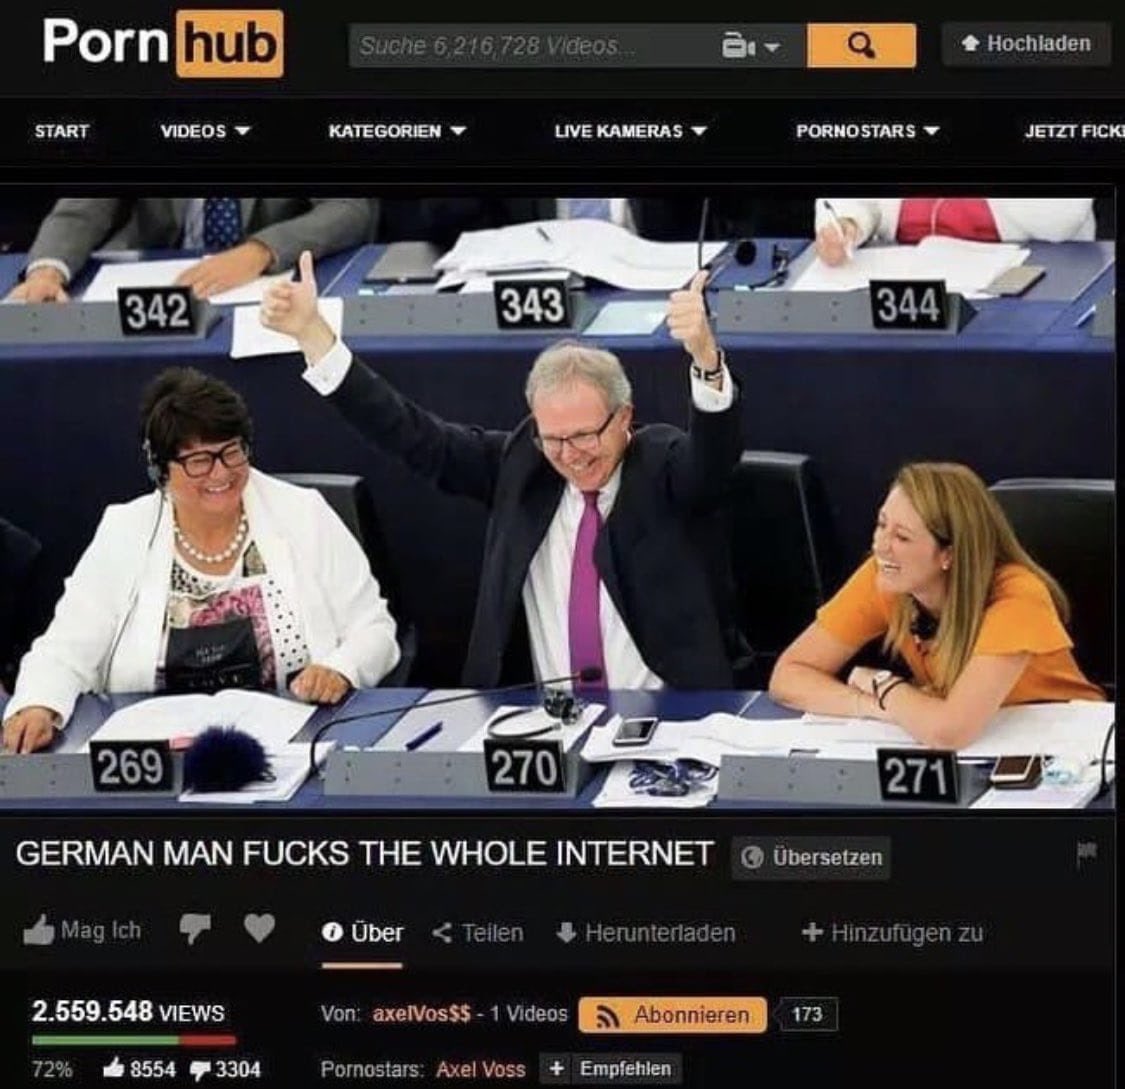 Porn hub
Suche 6,216,728 Videos...
Hochladen
START VIDEOS KATEGORIEN LIVE KAMERAS PORNOSTARS JETZT
342 343 344
269 270 271
GERMAN MAN FUCKS THE WHOLE INTERNET Übersetzen
Mag Ich Über Teilen Herunterladen Hinzufügen zu
2.559.548 VIEWS Von: axelVos$$ - 1 Videos Abonnieren 173
72% 8554 3304 Pornostars: Axel Voss + Empfehlen